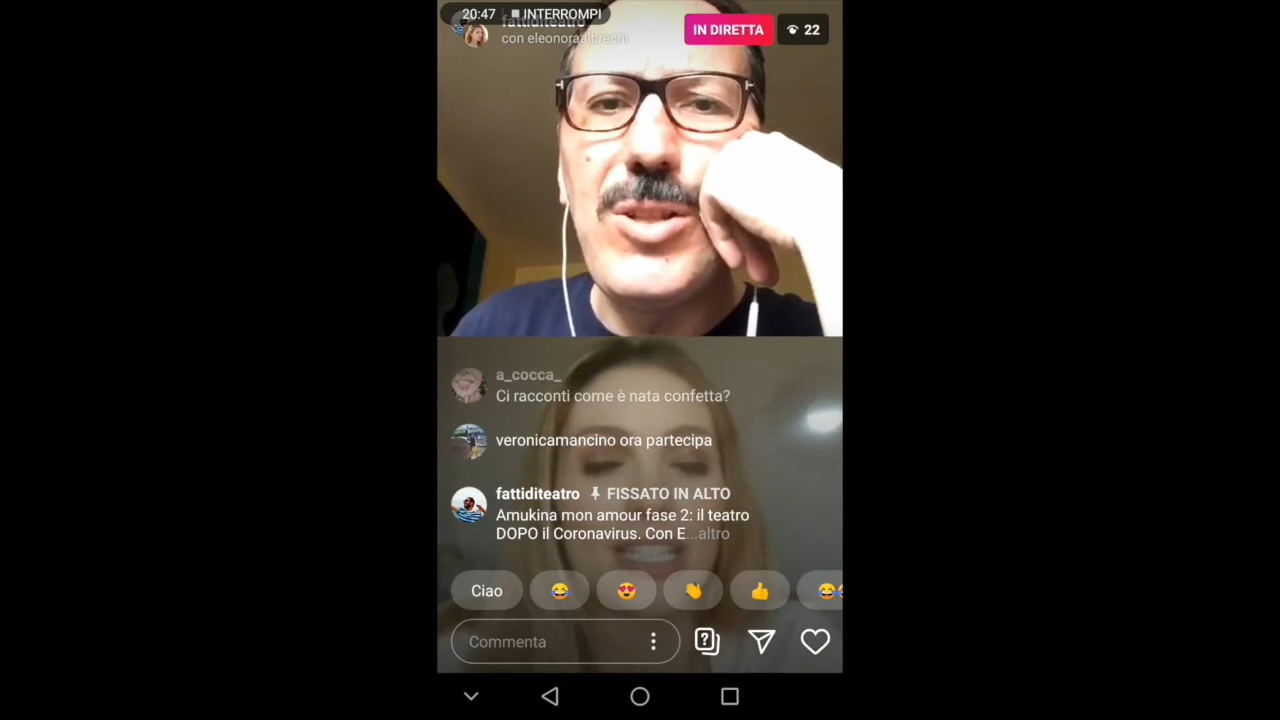 20:47 INTERROMPI
fattiditeatro
con eleonoraalbrecht
IN DIRETTA
22
a_cocca_
Ci racconti come è nata confetta?
veronicamancino ora partecipa
fattiditeatro FISSATO IN ALTO
Amukina mon amour fase 2: il teatro
DOPO il Coronavirus. Con E...altro
Ciao
Commenta